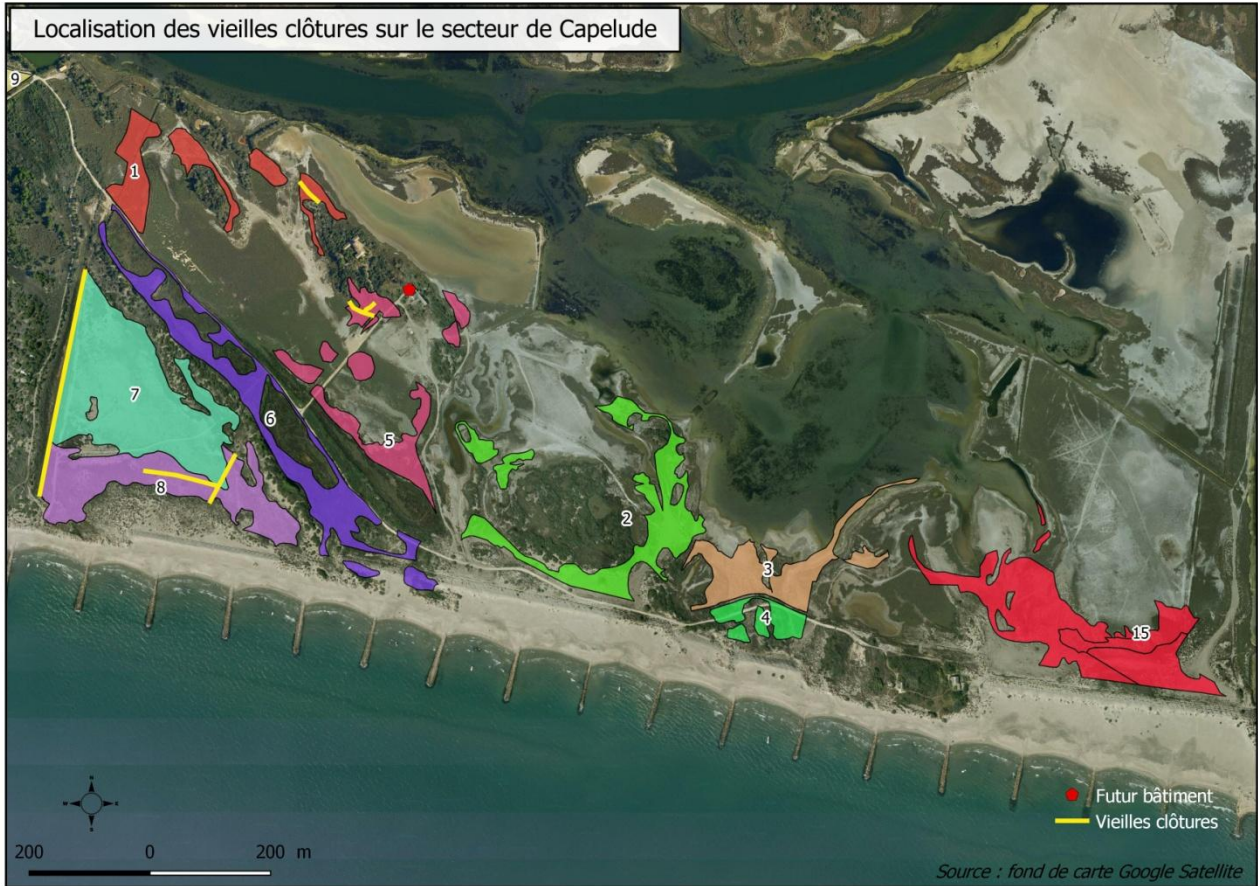 Localisation des vieilles clôtures sur le secteur de Capelude
9
1
7
6
5
8
2
3
4
15
Futur bâtiment
Vieilles clôtures
200 0 200 m
Source : fond de carte Google Satellite